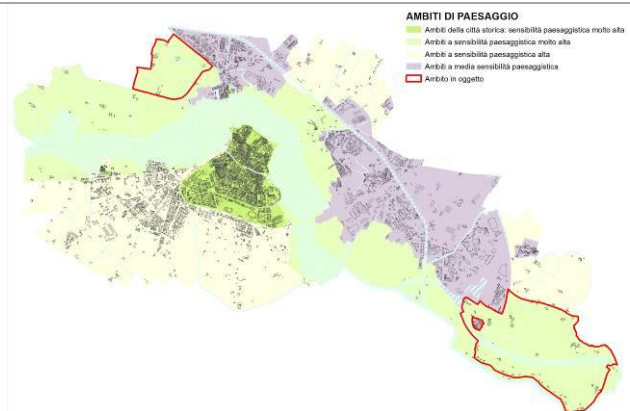 AMBITI DI PAESAGGIO
Ambiti della città storica: sensibilità paesaggistica molto alta
Ambiti a sensibilità paesaggistica molto alta
Ambiti a sensibilità paesaggistica alta
Ambiti a media sensibilità paesaggistica
Ambito in oggetto